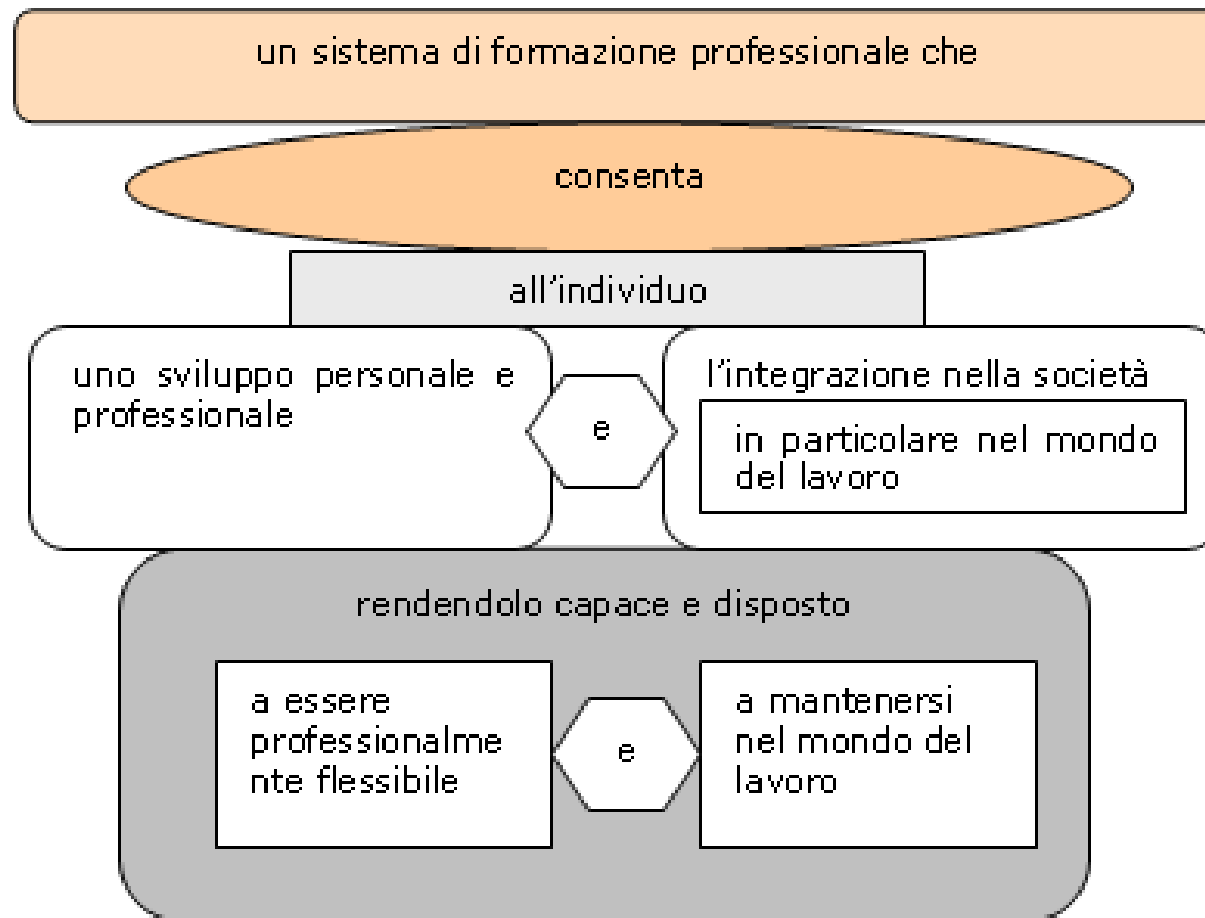 un sistema di formazione professionale che
consenta
all'individuo
uno sviluppo personale e
professionale
e
l'integrazione nella società
in particolare nel mondo
del lavoro
rendendolo capace e disposto
a essere
professionalme
nte flessibile
e
a mantenersi
nel mondo del
lavoro